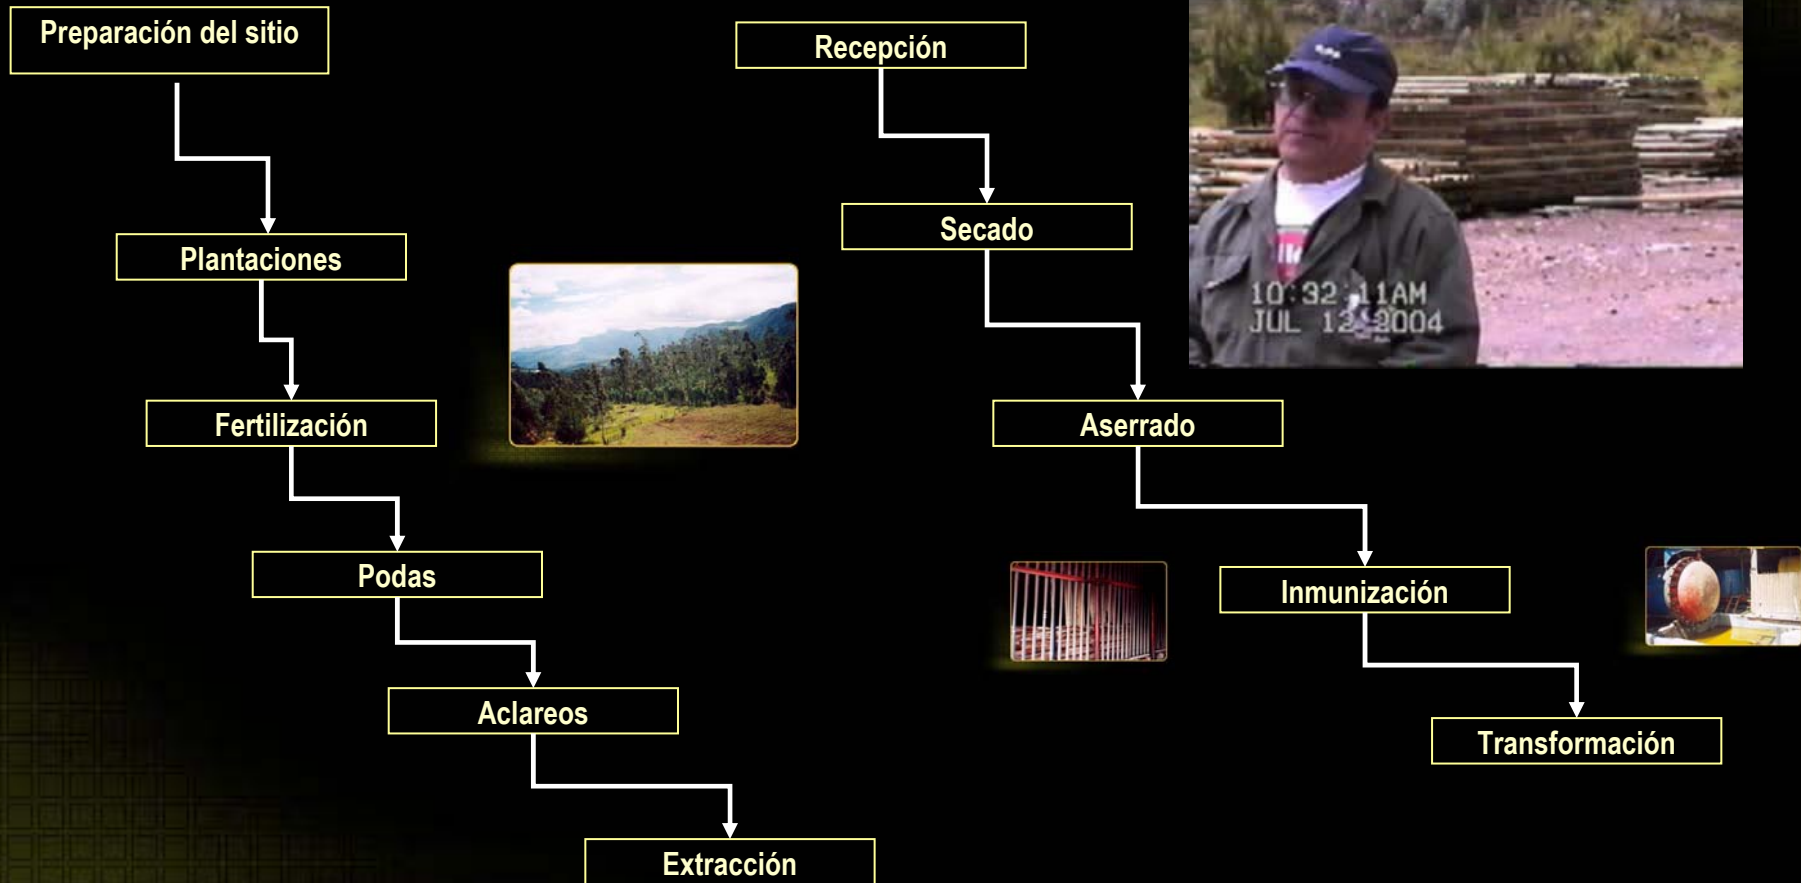 Preparación del sitio
Plantaciones
Fertilización
Podas
Aclareos
Extracción
Recepción
Secado
Aserrado
Inmunización
Transformación
10:32:11AM
JUL 12 2004